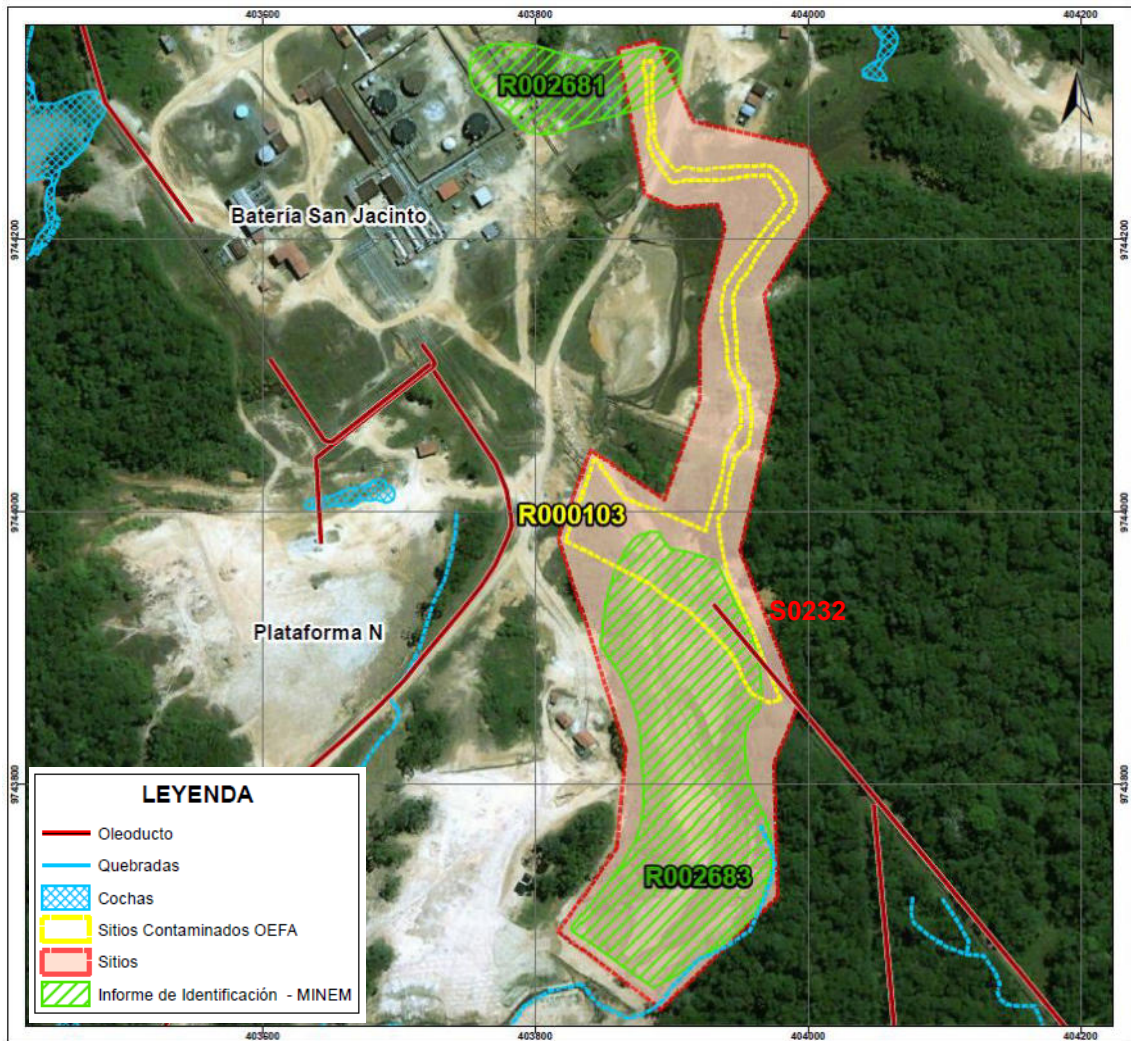 403600
403800
404000
404200
R002681
Batería San Jacinto
9744200
9744200
R000103
9744000
9744000
S0232
Plataforma N
9743800
9743800
R002683
LEYENDA
Oleoducto
Quebradas
Cochas
Sitios Contaminados OEFA
Sitios
Informe de Identificación - MINEM
403600
403800
404000
404200